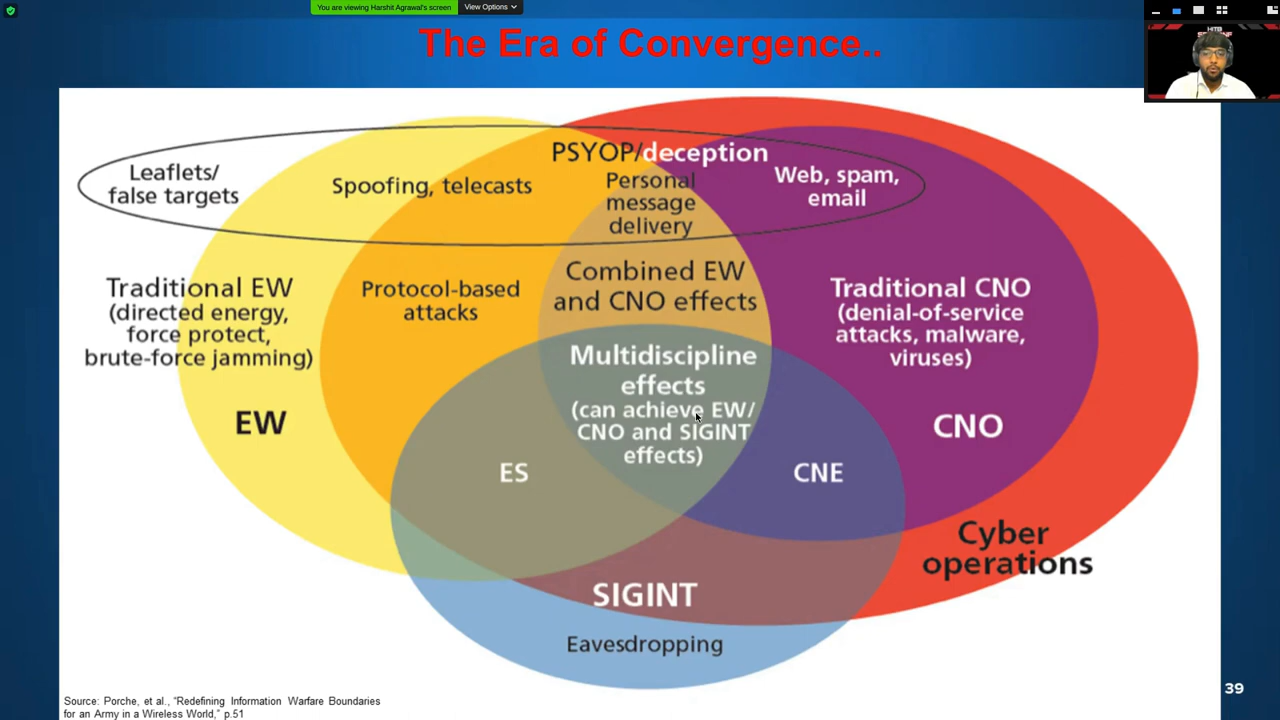 You are viewing Harshit Agrawal's screen
View Options
The Era of Convergence..
PSYOP/deception
Leaflets/
false targets
Spoofing, telecasts
Personal
message
delivery
Web, spam,
email
Traditional EW
(directed energy,
force protect,
brute-force jamming)
Protocol-based
attacks
Combined EW
and CNO effects
Traditional CNO
(denial-of-service
attacks, malware,
viruses)
Multidiscipline
effects
(can achieve EW/
CNO and SIGINT
effects)
EW
CNO
ES
CNE
Cyber
operations
SIGINT
Eavesdropping
Source: Porche, et al., "Redefining Information Warfare Boundaries
for an Army in a Wireless World," p.51
39